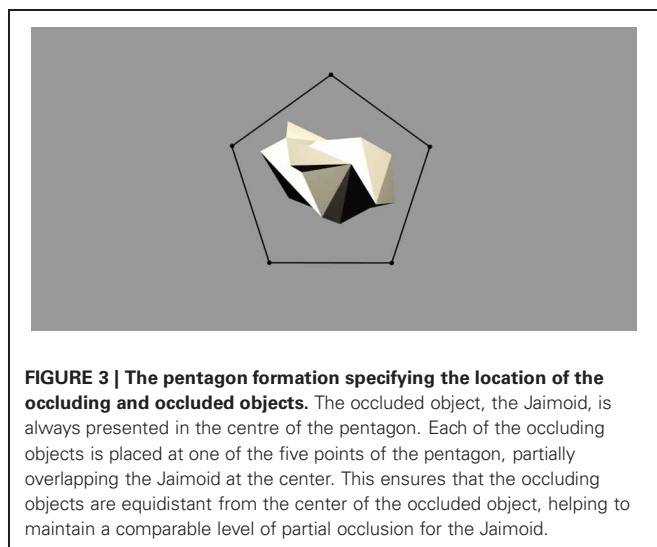 FIGURE 3 | The pentagon formation specifying the location of the
occluding and occluded objects. The occluded object, the Jaimoid, is
always presented in the centre of the pentagon. Each of the occluding
objects is placed at one of the five points of the pentagon, partially
overlapping the Jaimoid at the center. This ensures that the occluding
objects are equidistant from the center of the occluded object, helping to
maintain a comparable level of partial occlusion for the Jaimoid.